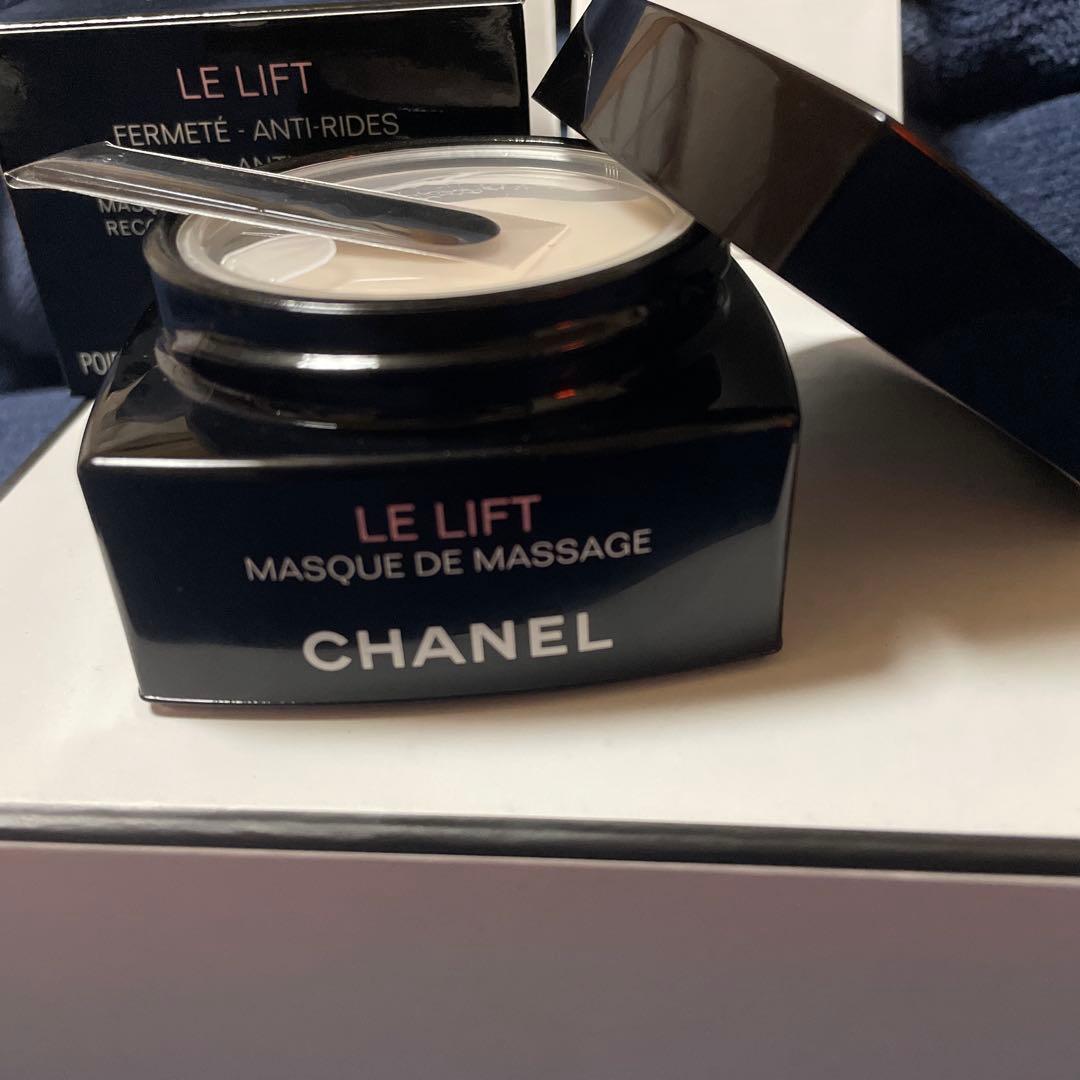 LE LIFT
FERMETÉ - ANTI-RIDES
LE LIFT
MASQUE DE MASSAGE
CHANEL